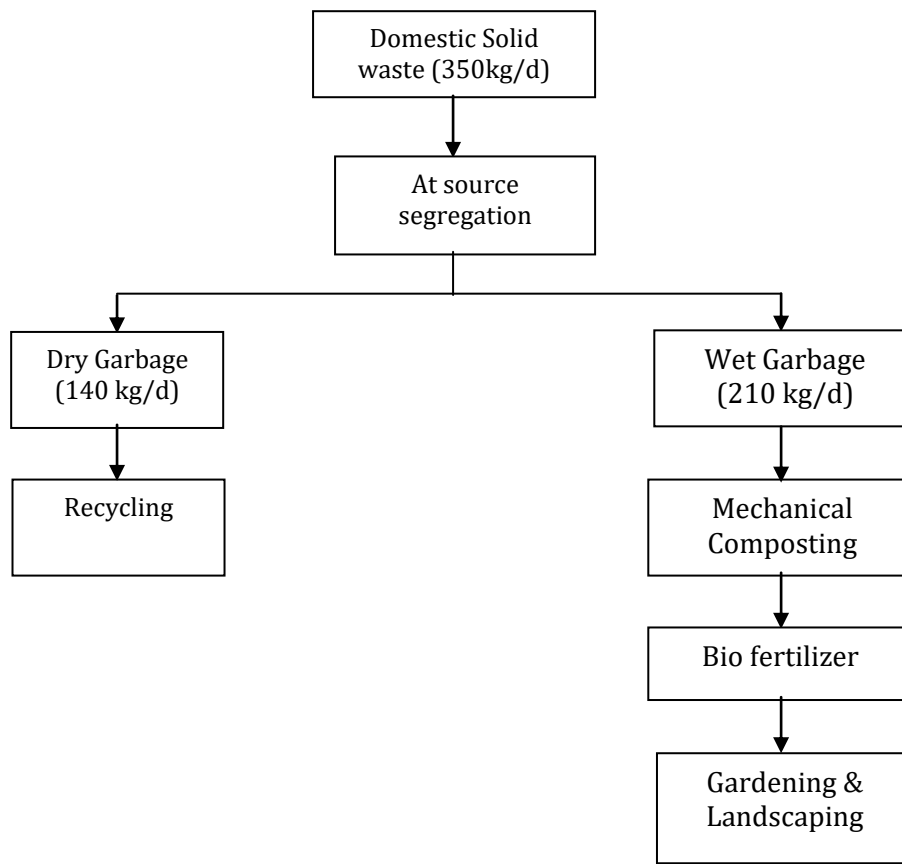 Domestic Solid
waste (350kg/d)
At source
segregation
Dry Garbage
(140 kg/d)
Wet Garbage
(210 kg/d)
Recycling
Mechanical
Composting
Bio fertilizer
Gardening &
Landscaping